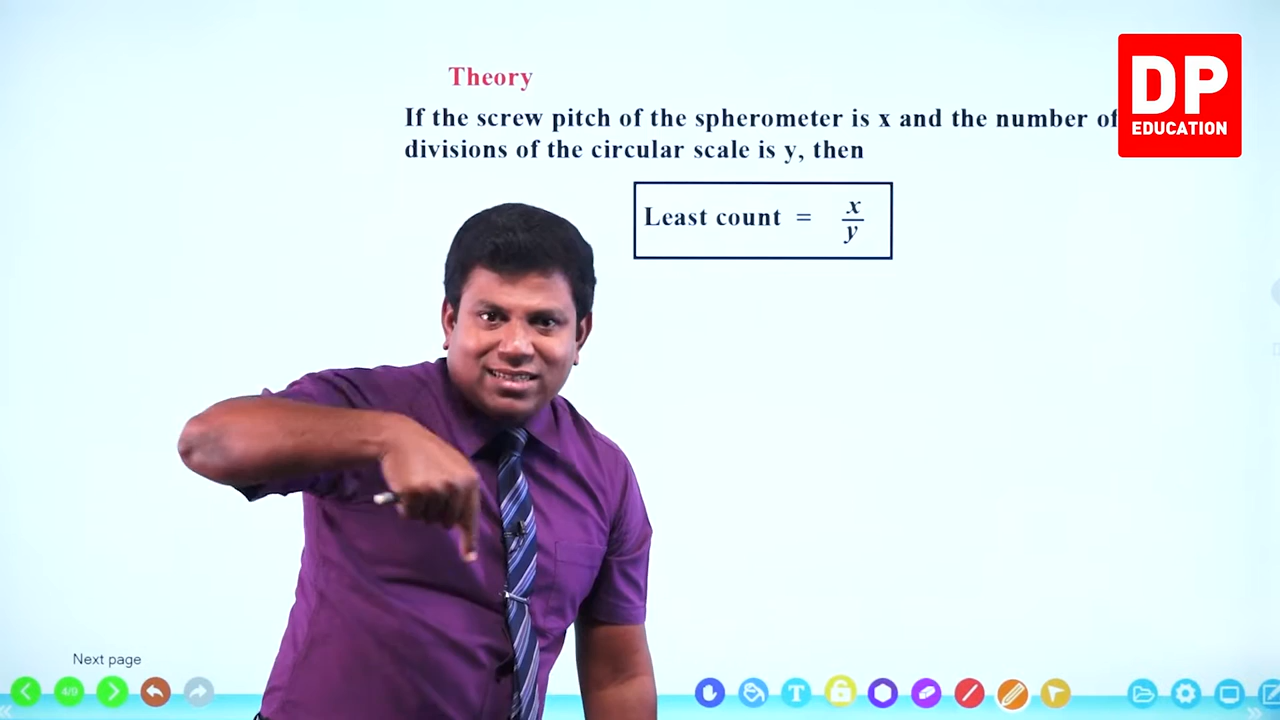 Theory
If the screw pitch of the spherometer is x and the number of
divisions of the circular scale is y, then
Least count = x/y
DP
EDUCATION
Next page
4/9
T